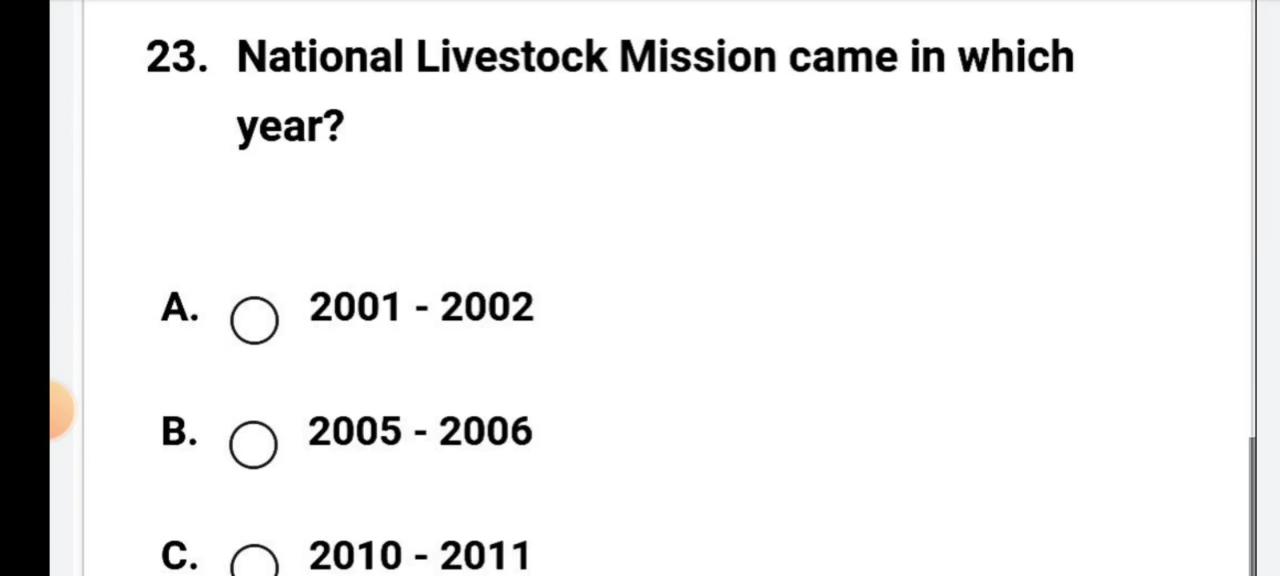 23. National Livestock Mission came in which
year?
A. 2001 - 2002
B. 2005 - 2006
C. 2010 - 2011